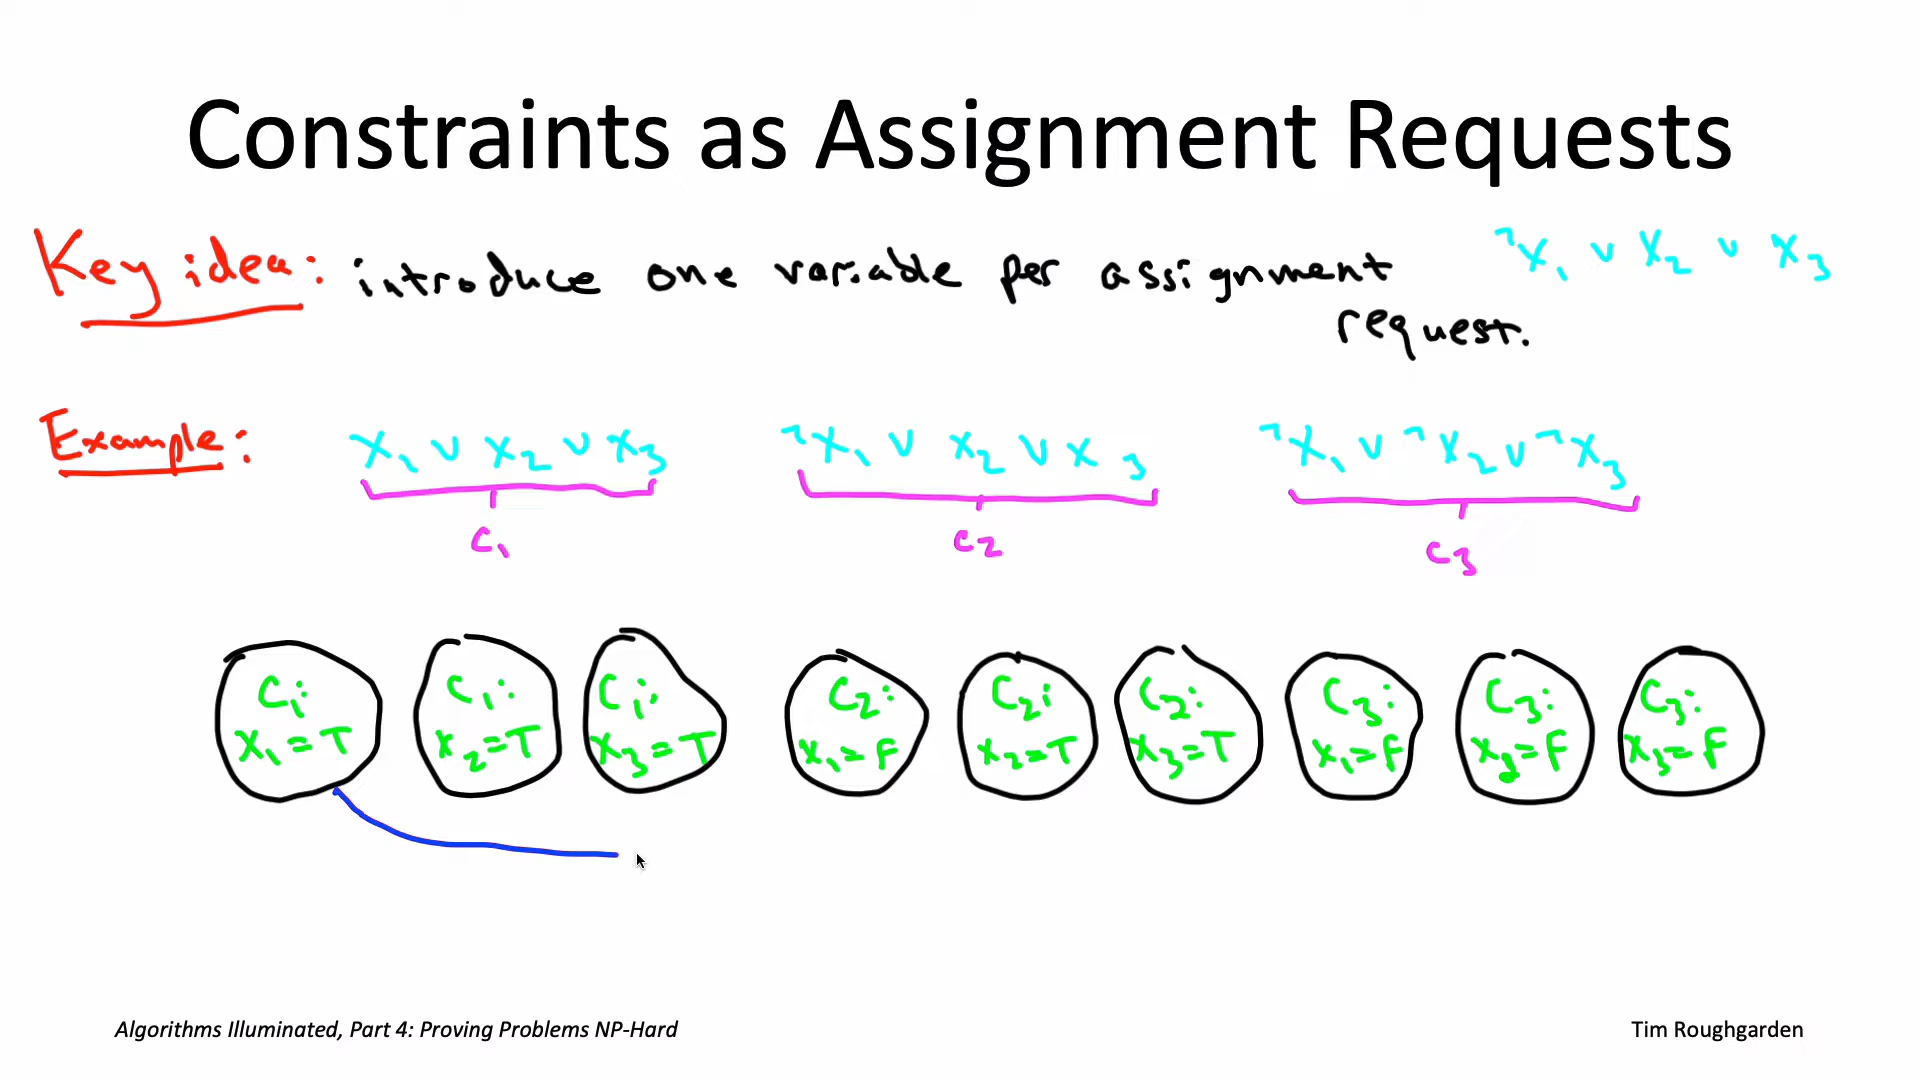 Constraints as Assignment Requests
Key idea: introduce one variable per assignment request.
¬x₁ ∨ x₂ ∨ x₃
Example: x₁ ∨ x₂ ∨ x₃ ¬x₁ ∨ x₂ ∨ x₃ ¬x₁ ∨ ¬x₂ ∨ ¬x₃
C₁ C₂ C₃
C₁: C₁: C₁: C₂: C₂: C₂: C₃: C₃: C₃:
x₁=T x₂=T x₃=T x₁=F x₂=T x₃=T x₁=F x₂=F x₃=F
Algorithms Illuminated, Part 4: Proving Problems NP-Hard
Tim Roughgarden